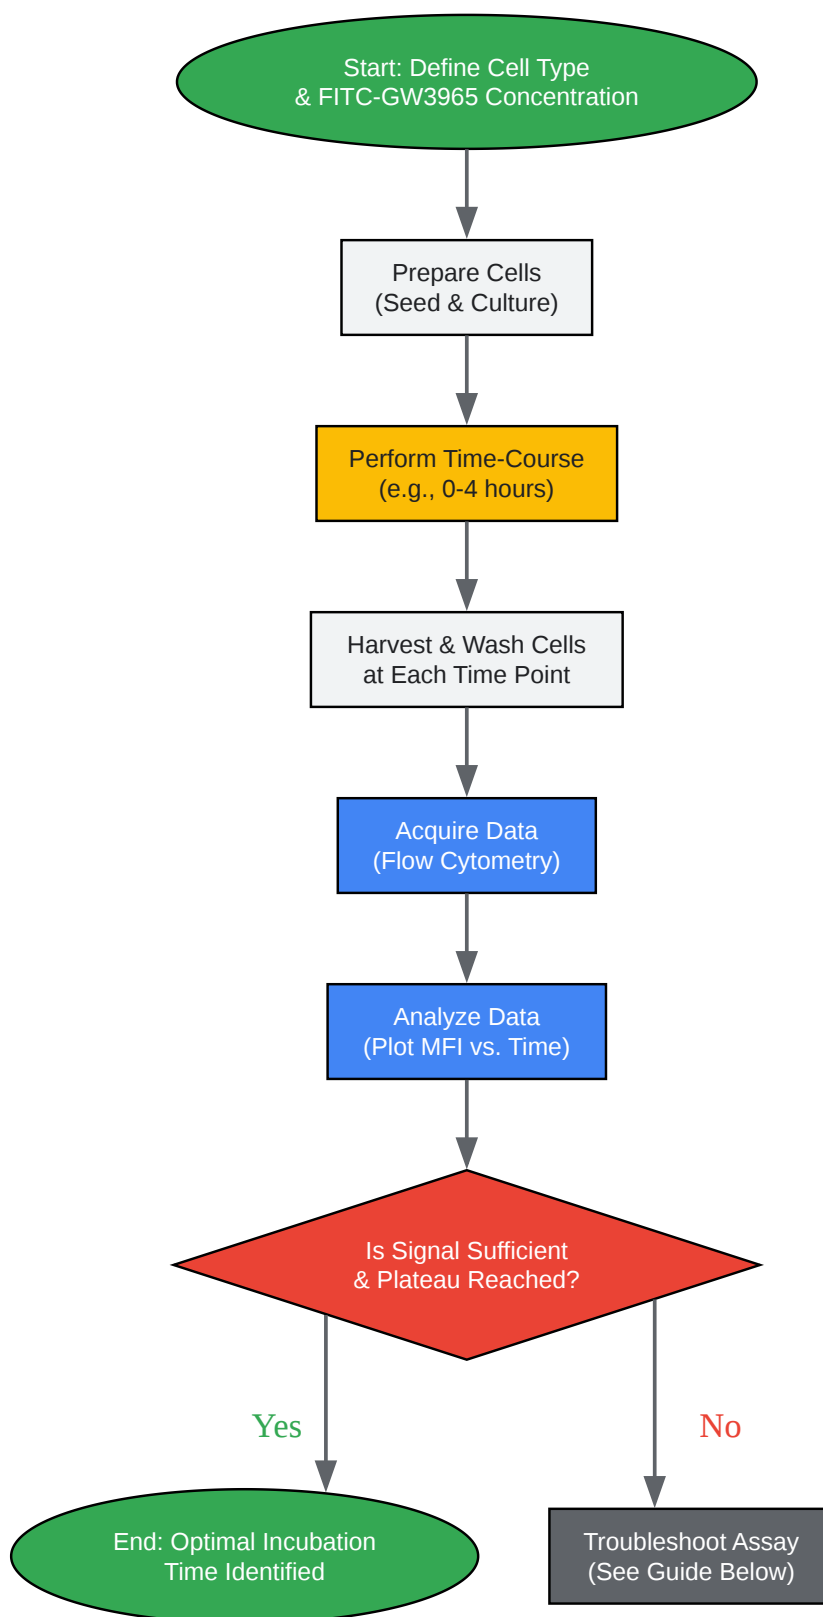 Start: Define Cell Type
& FITC-GW3965 Concentration
Prepare Cells
(Seed & Culture)
Perform Time-Course
(e.g., 0-4 hours)
Harvest & Wash Cells
at Each Time Point
Acquire Data
(Flow Cytometry)
Analyze Data
(Plot MFI vs. Time)
Is Signal Sufficient
& Plateau Reached?
Yes
No
End: Optimal Incubation
Time Identified
Troubleshoot Assay
(See Guide Below)